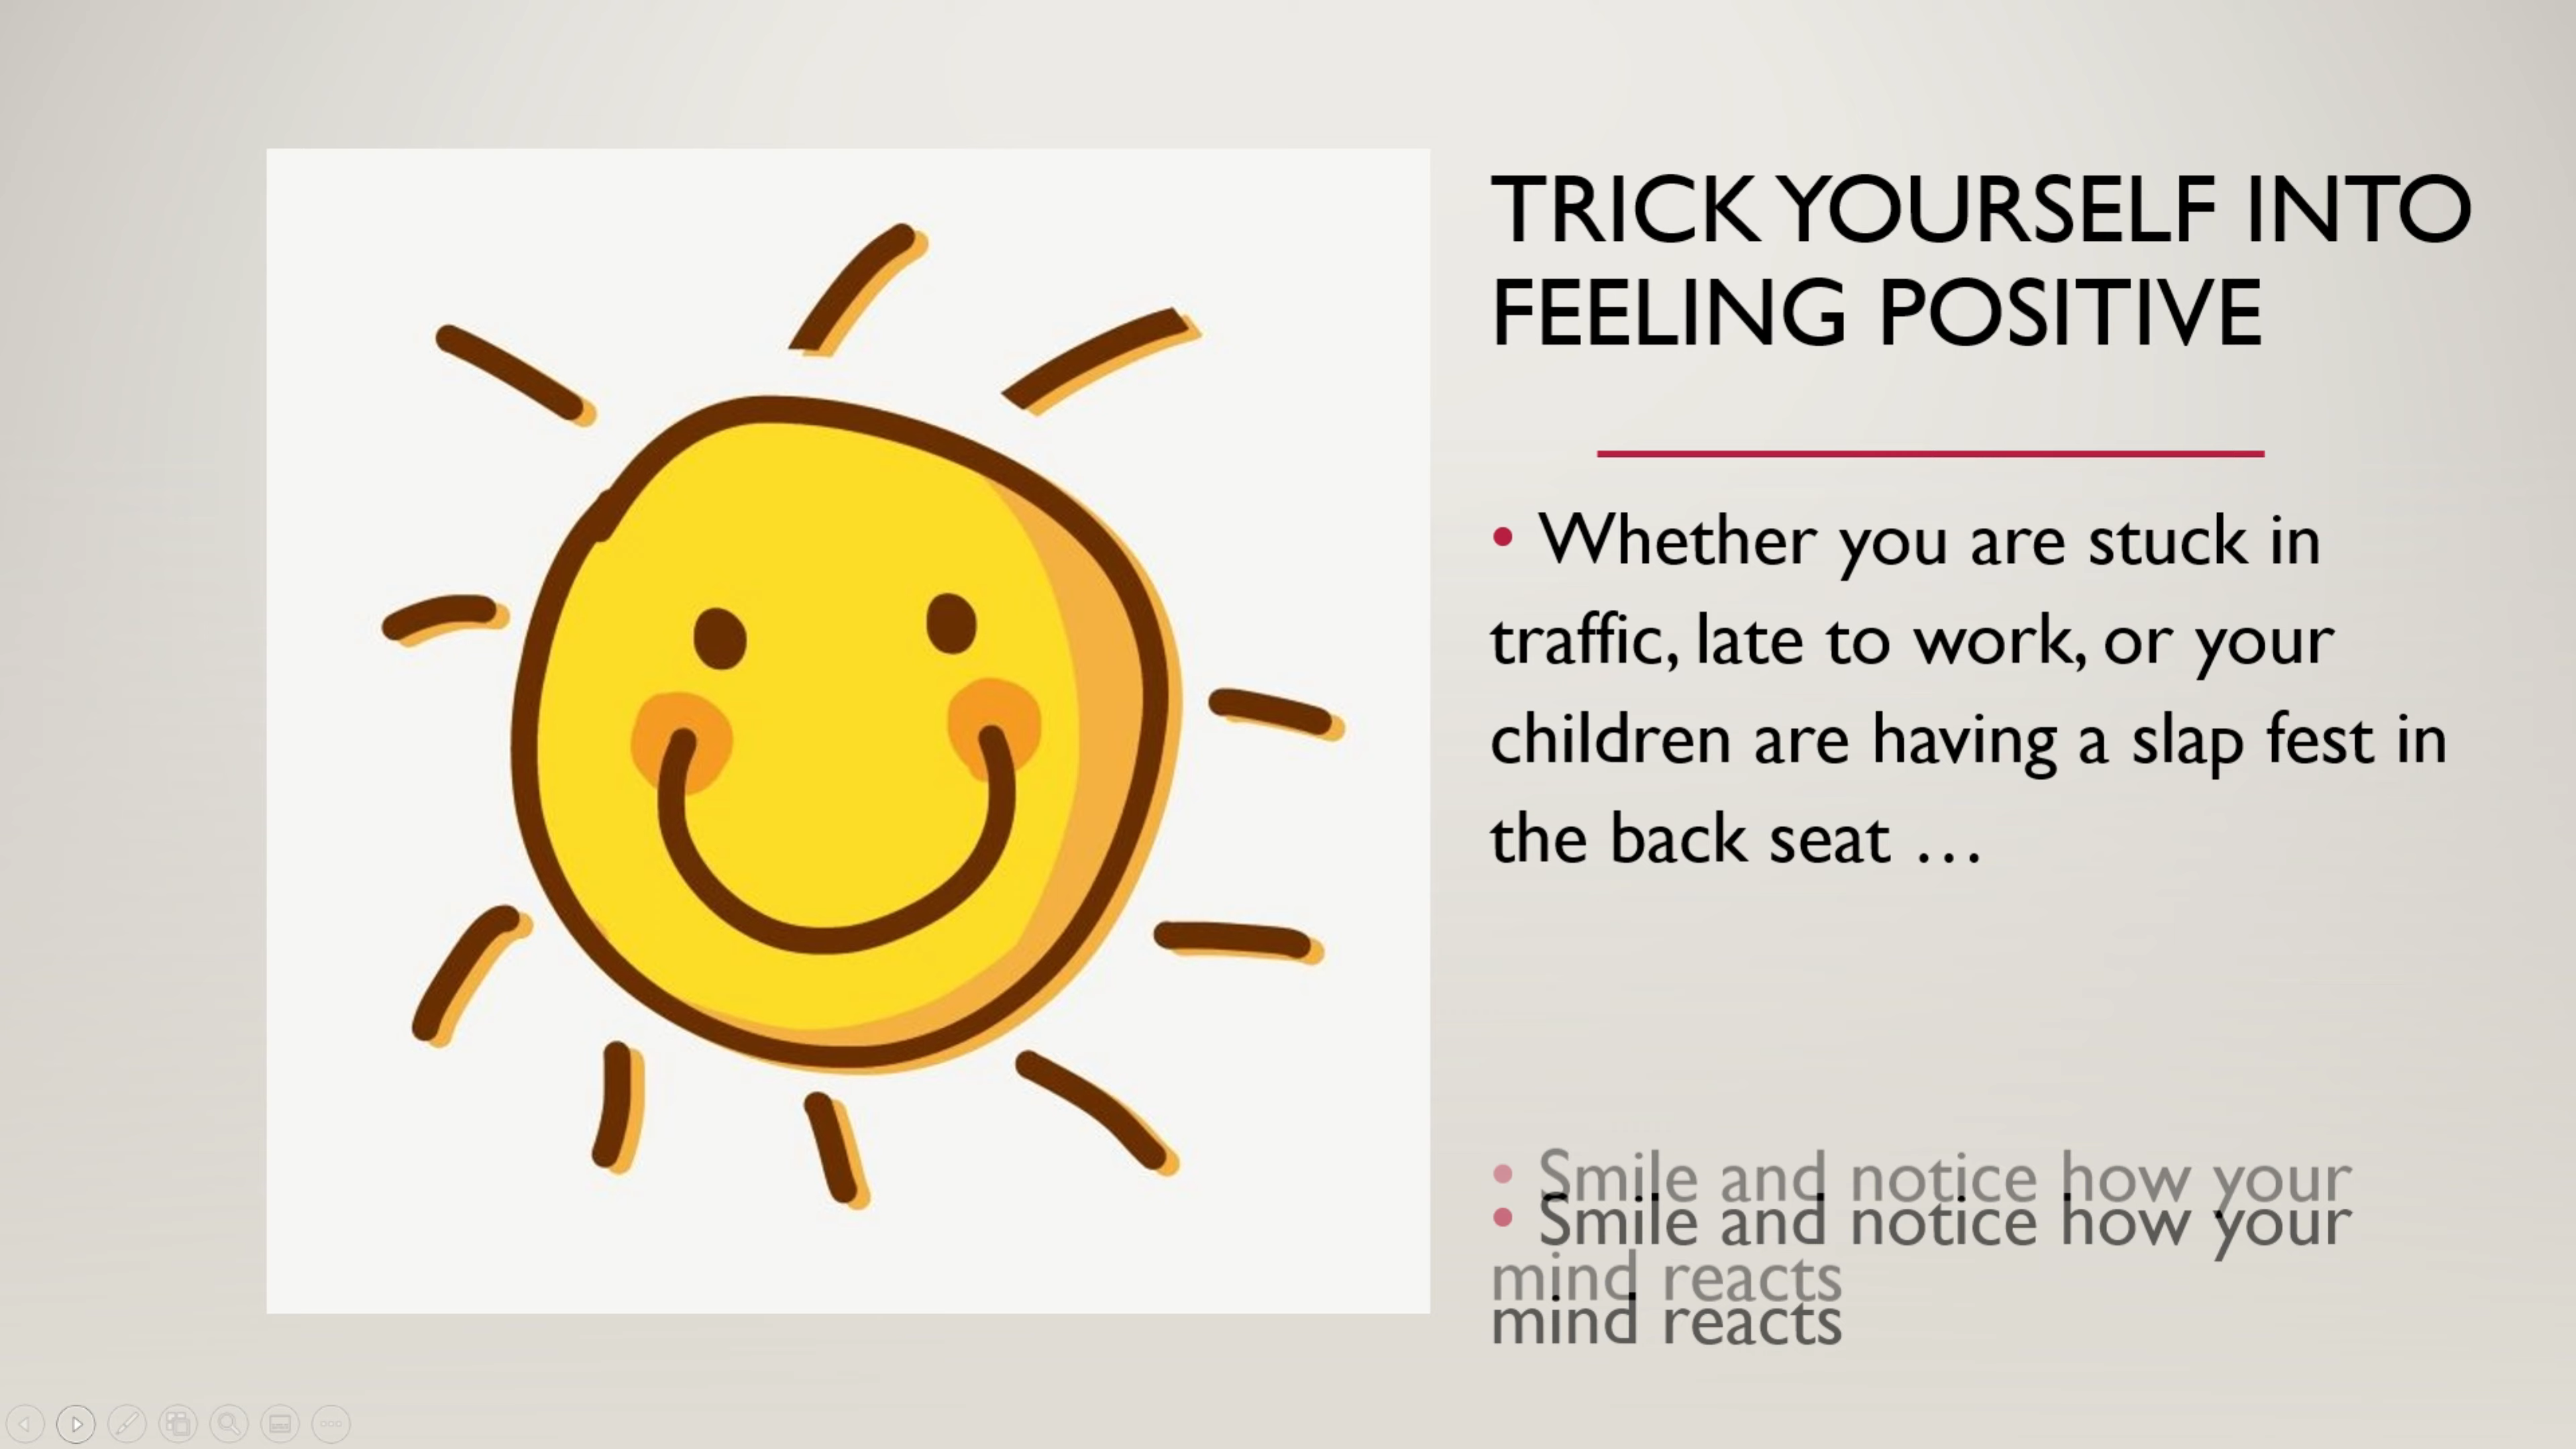 TRICK YOURSELF INTO
FEELING POSITIVE
• Whether you are stuck in
traffic, late to work, or your
children are having a slap fest in
the back seat …
• Smile and notice how your
• Smile and notice how your
mind reacts
mind reacts